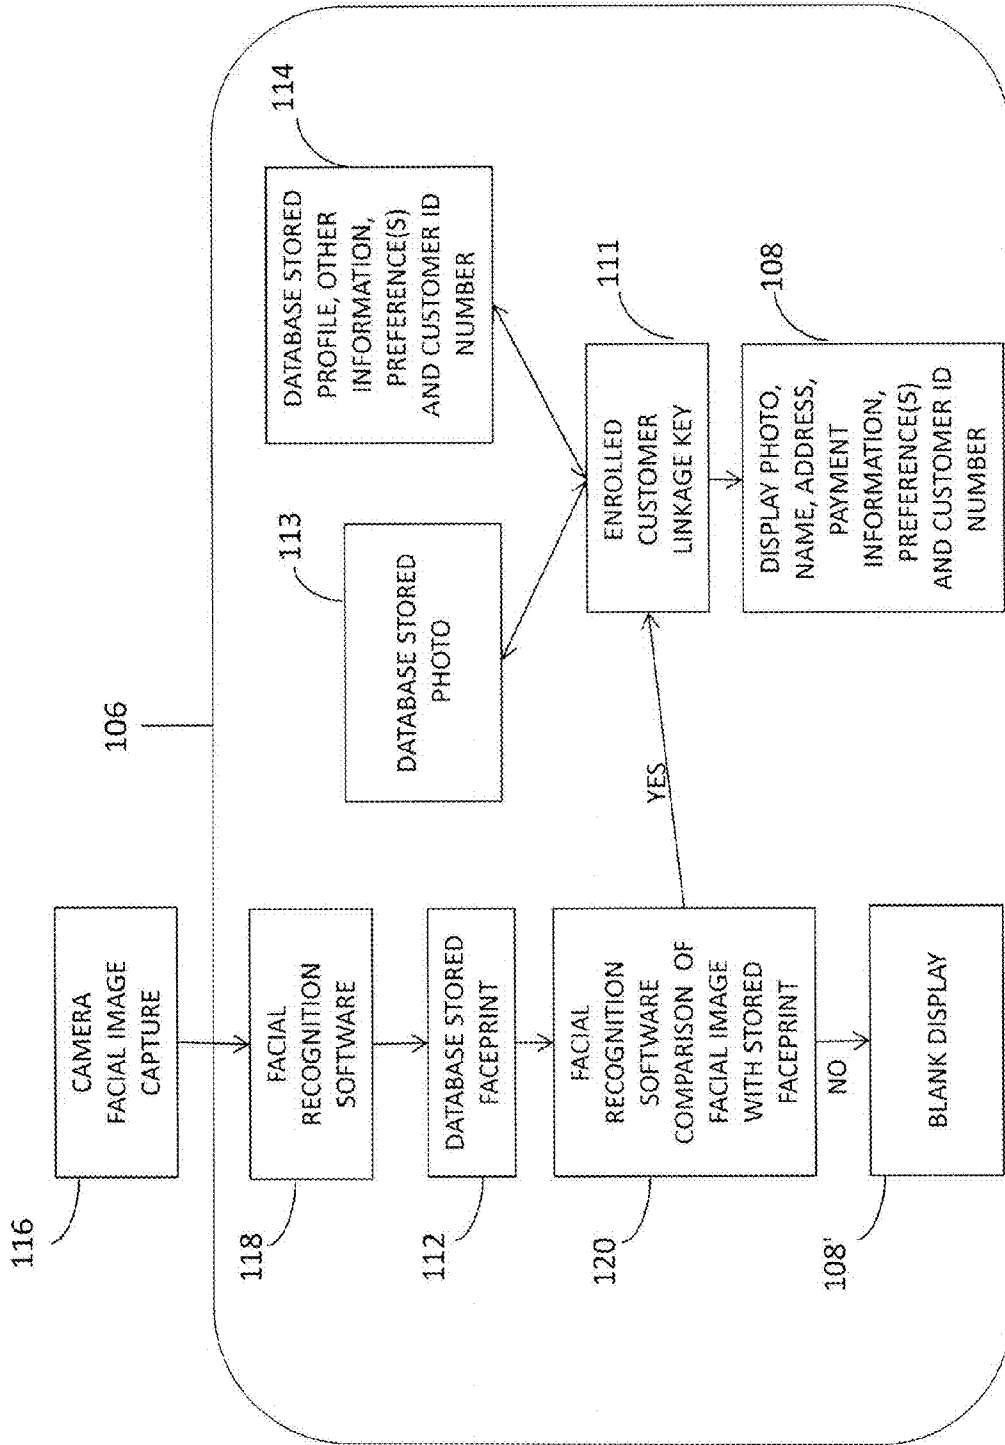 116
CAMERA
FACIAL IMAGE
CAPTURE
106
118
FACIAL
RECOGNITION
SOFTWARE
112
DATABASE STORED
FACEPRINT
120
FACIAL
RECOGNITION
SOFTWARE
COMPARISON OF
FACIAL IMAGE
WITH STORED
FACEPRINT
YES
NO
108'
BLANK DISPLAY
113
DATABASE STORED
PHOTO
114
DATABASE STORED
PROFILE, OTHER
INFORMATION,
PREFERENCE(S)
AND CUSTOMER ID
NUMBER
111
ENROLLED
CUSTOMER
LINKAGE KEY
108
DISPLAY PHOTO,
NAME, ADDRESS,
PAYMENT
INFORMATION,
PREFERENCE(S)
AND CUSTOMER ID
NUMBER